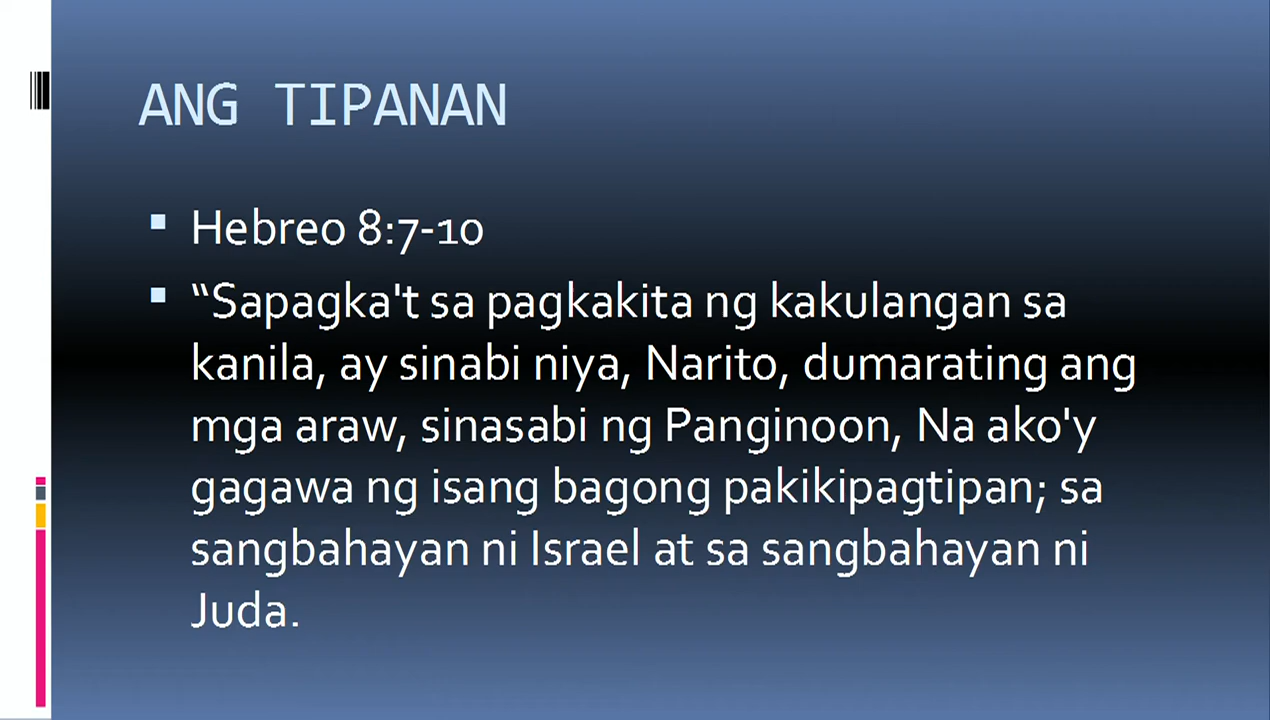 ANG TIPANAN
Hebreo 8:7-10
“Sapagka't sa pagkakita ng kakulangan sa
kanila, ay sinabi niya, Narito, dumarating ang
mga araw, sinasabi ng Panginoon, Na ako'y
gagawa ng isang bagong pakikipagtipan; sa
sangbahayan ni Israel at sa sangbahayan ni
Juda.